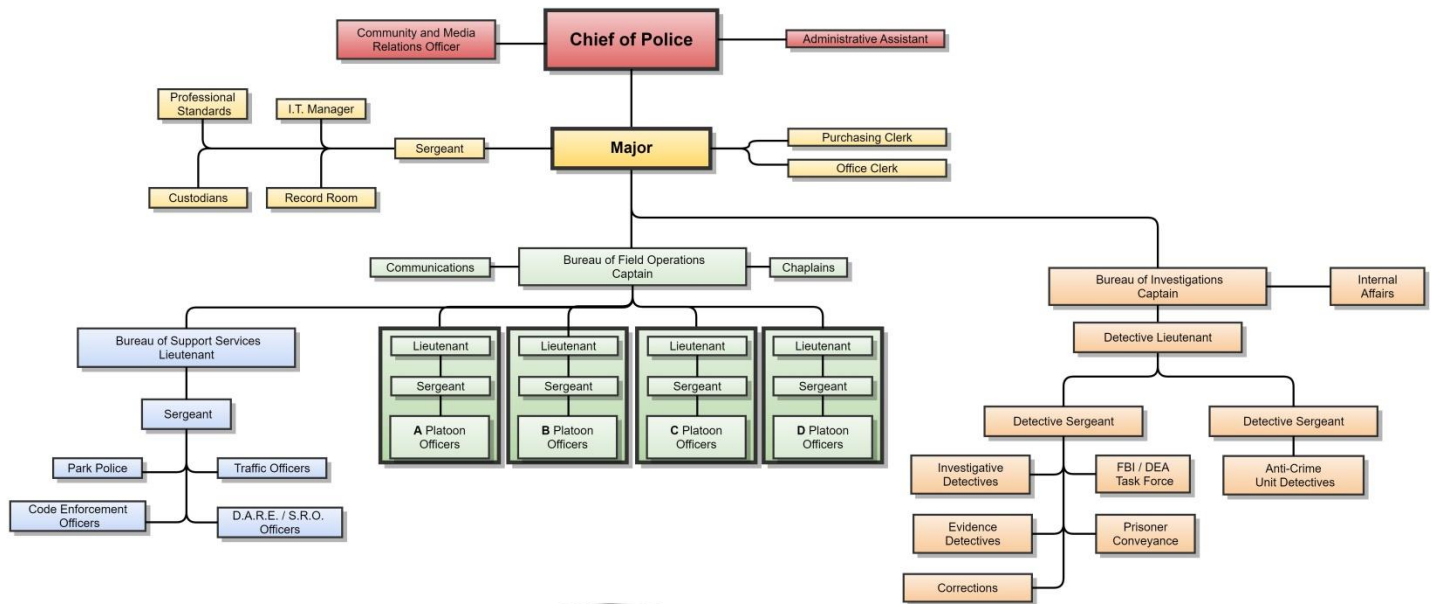 Community and Media
Relations Officer
Chief of Police
Administrative Assistant
Professional
Standards
I.T. Manager
Sergeant
Major
Purchasing Clerk
Office Clerk
Custodians
Record Room
Communications
Bureau of Field Operations
Captain
Chaplains
Bureau of Investigations
Captain
Internal
Affairs
Bureau of Support Services
Lieutenant
Sergeant
Park Police
Traffic Officers
Code Enforcement
Officers
D.A.R.E. / S.R.O.
Officers
Lieutenant
Sergeant
A Platoon
Officers
Lieutenant
Sergeant
B Platoon
Officers
Lieutenant
Sergeant
C Platoon
Officers
Lieutenant
Sergeant
D Platoon
Officers
Detective Lieutenant
Detective Sergeant
Investigative
Detectives
FBI / DEA
Task Force
Evidence
Detectives
Prisoner
Conveyance
Corrections
Detective Sergeant
Anti-Crime
Unit Detectives